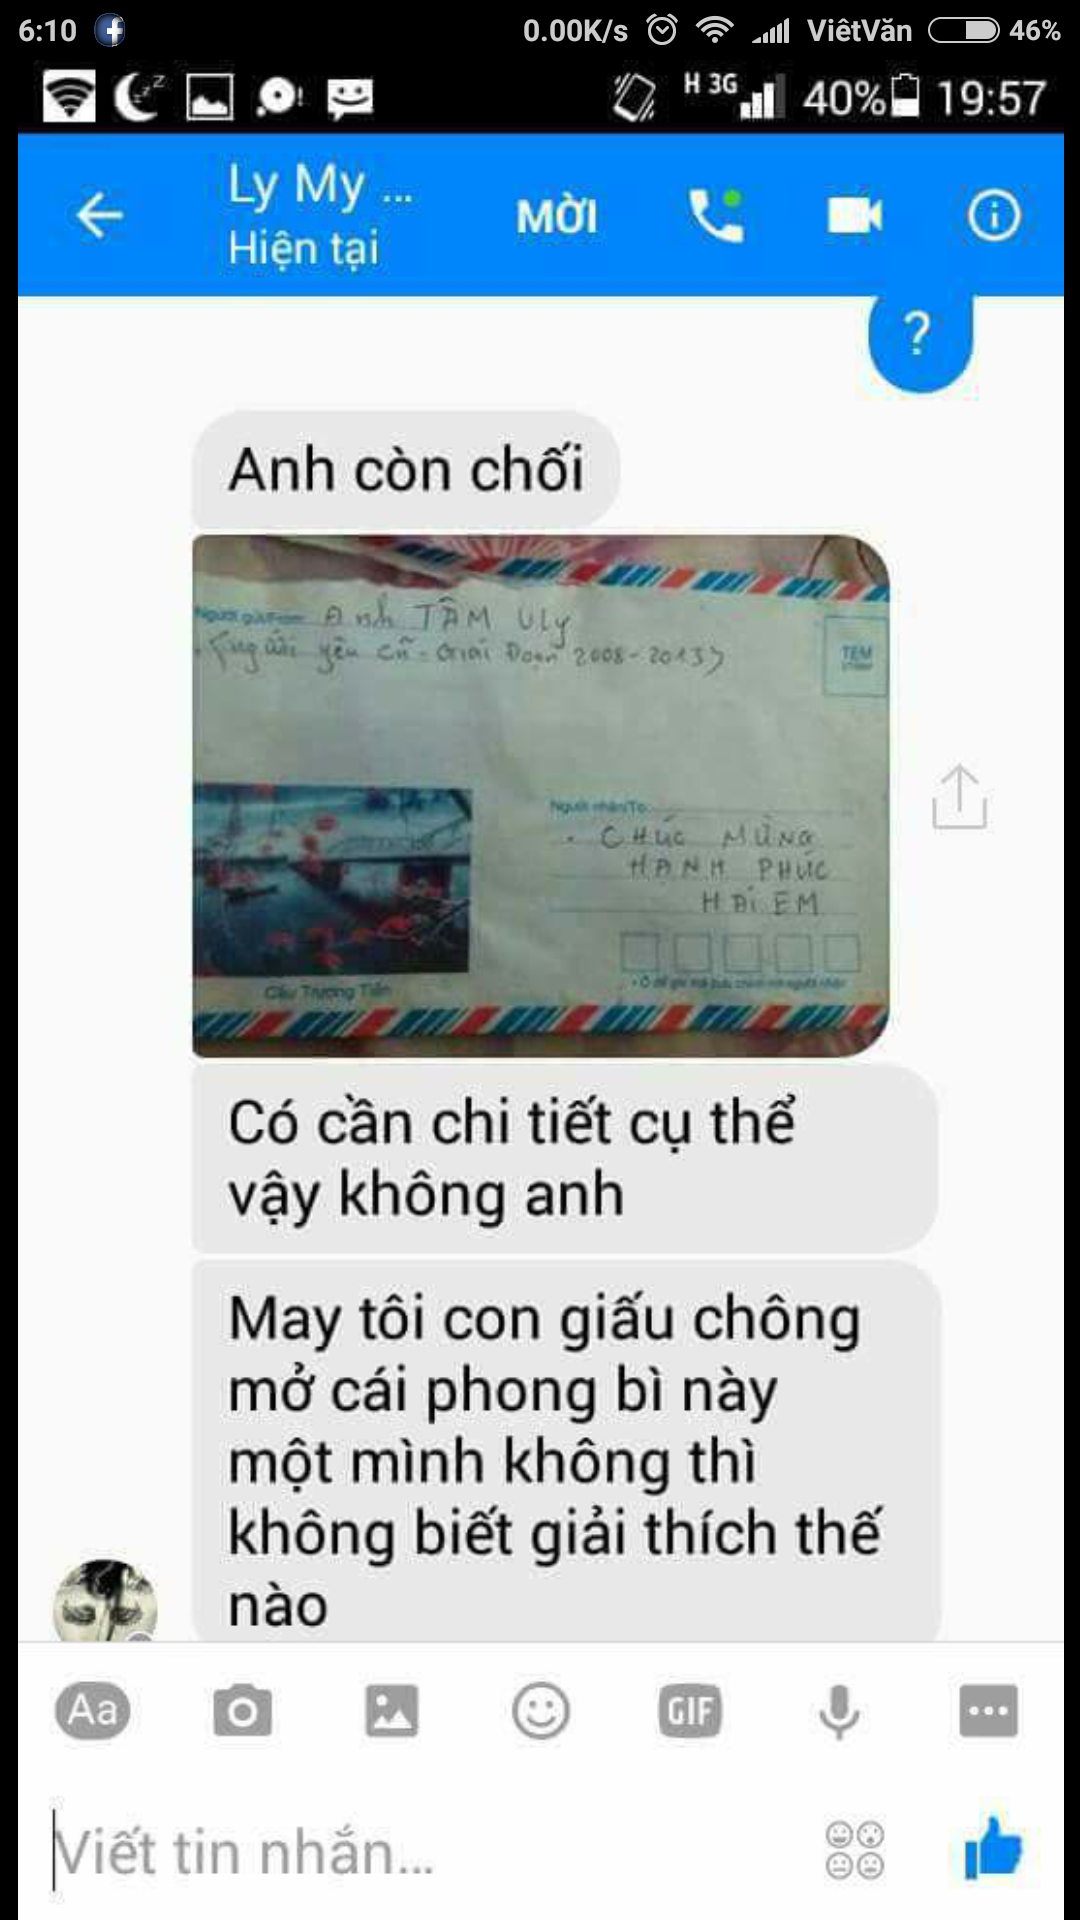 6:10 0.00K/s ViêtVăn 46%
H 3G 40% 19:57
Ly My ...
Hiện tại
MỜI
?
Anh còn chối
Người gửi/From: Anh TÂM Uly
(người yêu cũ - Giai Đoạn 2008-2013)
TEM
Người nhận/To:
CHÚC MỪNG
HẠNH PHÚC
HAI EM
Cầu Trường Tiền
Có cần chi tiết cụ thể
vậy không anh
May tôi con giấu chông
mở cái phong bì này
một mình không thì
không biết giải thích thế
nào
Aa
GIF
Viết tin nhắn...